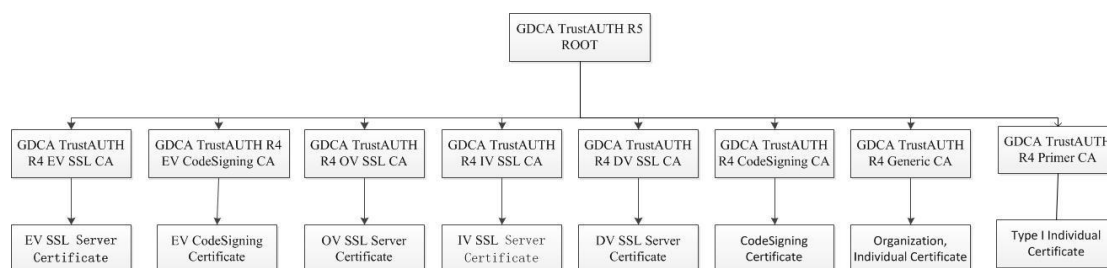 GDCA TrustAUTH R5
ROOT
GDCA TrustAUTH
R4 EV SSL CA
GDCA TrustAUTH R4
EV CodeSigning CA
GDCA TrustAUTH
R4 OV SSL CA
GDCA TrustAUTH
R4 IV SSL CA
GDCA TrustAUTH
R4 DV SSL CA
GDCA TrustAUTH
R4 CodeSigning CA
GDCA TrustAUTH
R4 Generic CA
GDCA TrustAUTH
R4 Primer CA
EV SSL Server
Certificate
EV CodeSigning
Certificate
OV SSL Server
Certificate
IV SSL Server
Certificate
DV SSL Server
Certificate
CodeSigning
Certificate
Organization,
Individual Certificate
Type I Individual
Certificate